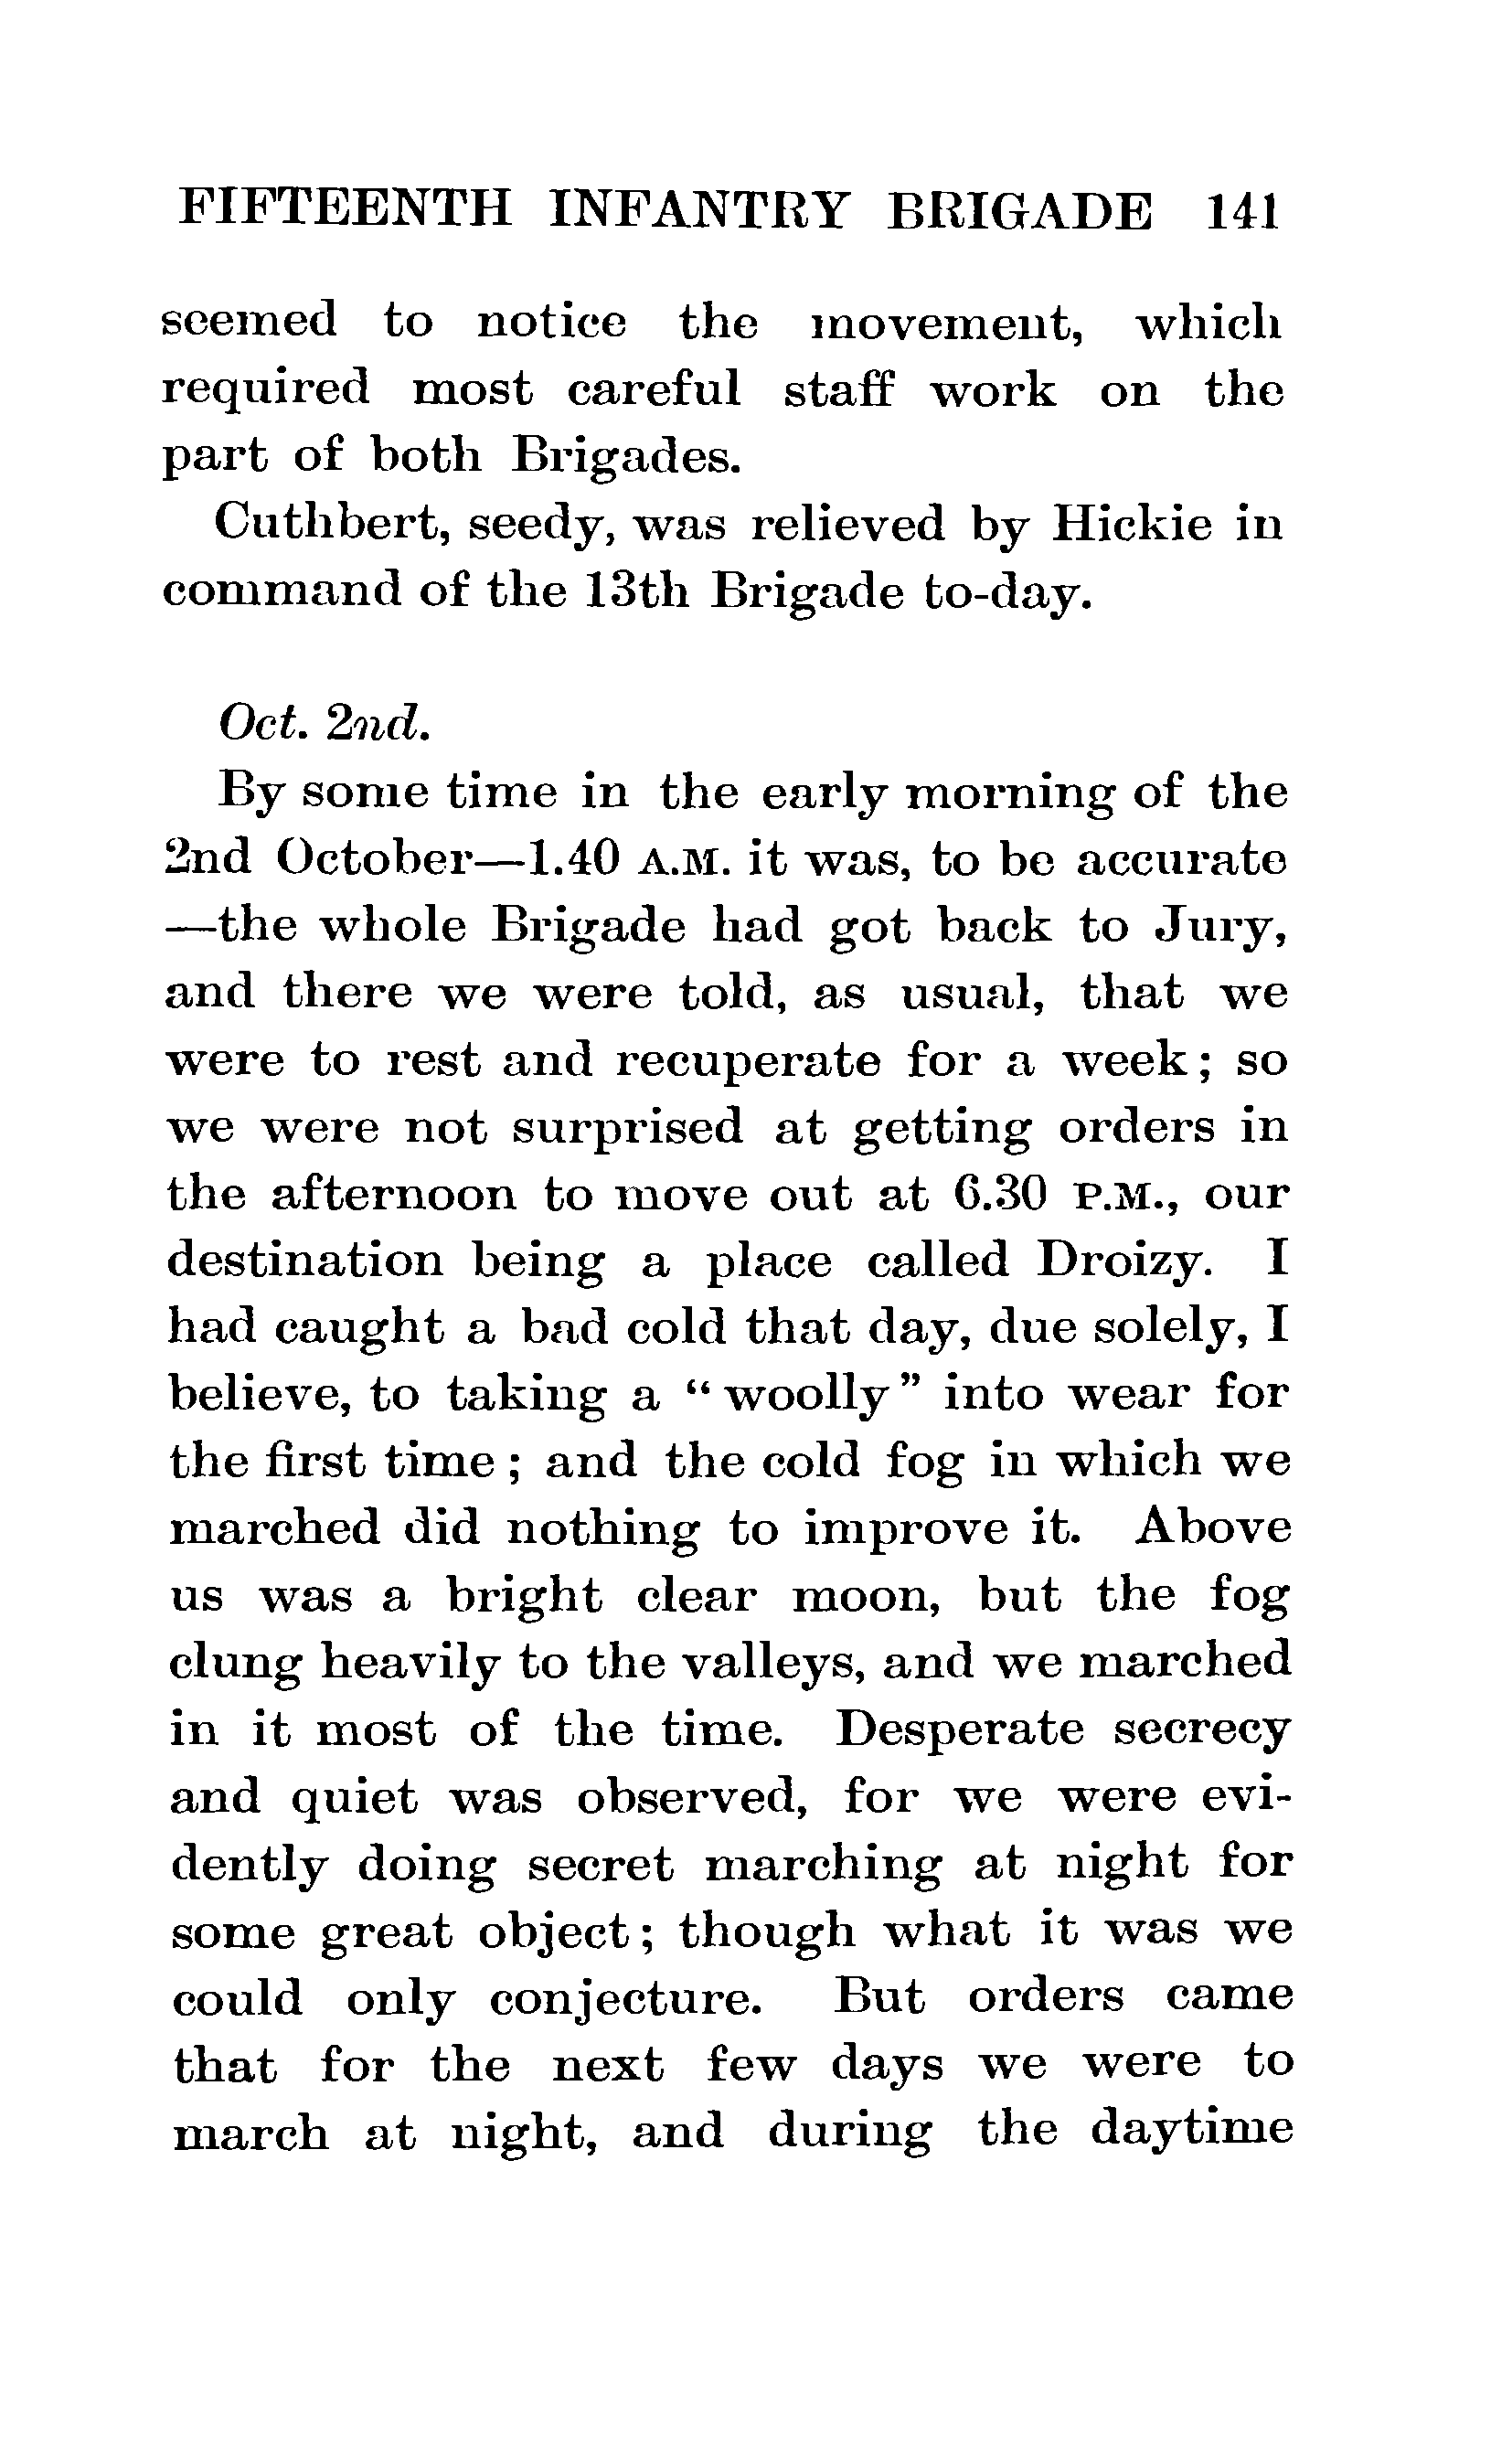 FIFTEENTH INFANTRY BRIGADE 141
seemed to notice the movement, which
required most careful staff work on the
part of both Brigades.
Cuthbert, seedy, was relieved by Hickie in
command of the 13th Brigade to-day.
Oct. 2nd.
By some time in the early morning of the
2nd October—1.40 A.M. it was, to be accurate
—the whole Brigade had got back to Jury,
and there we were told, as usual, that we
were to rest and recuperate for a week; so
we were not surprised at getting orders in
the afternoon to move out at 6.30 P.M., our
destination being a place called Droizy. I
had caught a bad cold that day, due solely, I
believe, to taking a “woolly” into wear for
the first time; and the cold fog in which we
marched did nothing to improve it. Above
us was a bright clear moon, but the fog
clung heavily to the valleys, and we marched
in it most of the time. Desperate secrecy
and quiet was observed, for we were evi-
dently doing secret marching at night for
some great object; though what it was we
could only conjecture. But orders came
that for the next few days we were to
march at night, and during the daytime